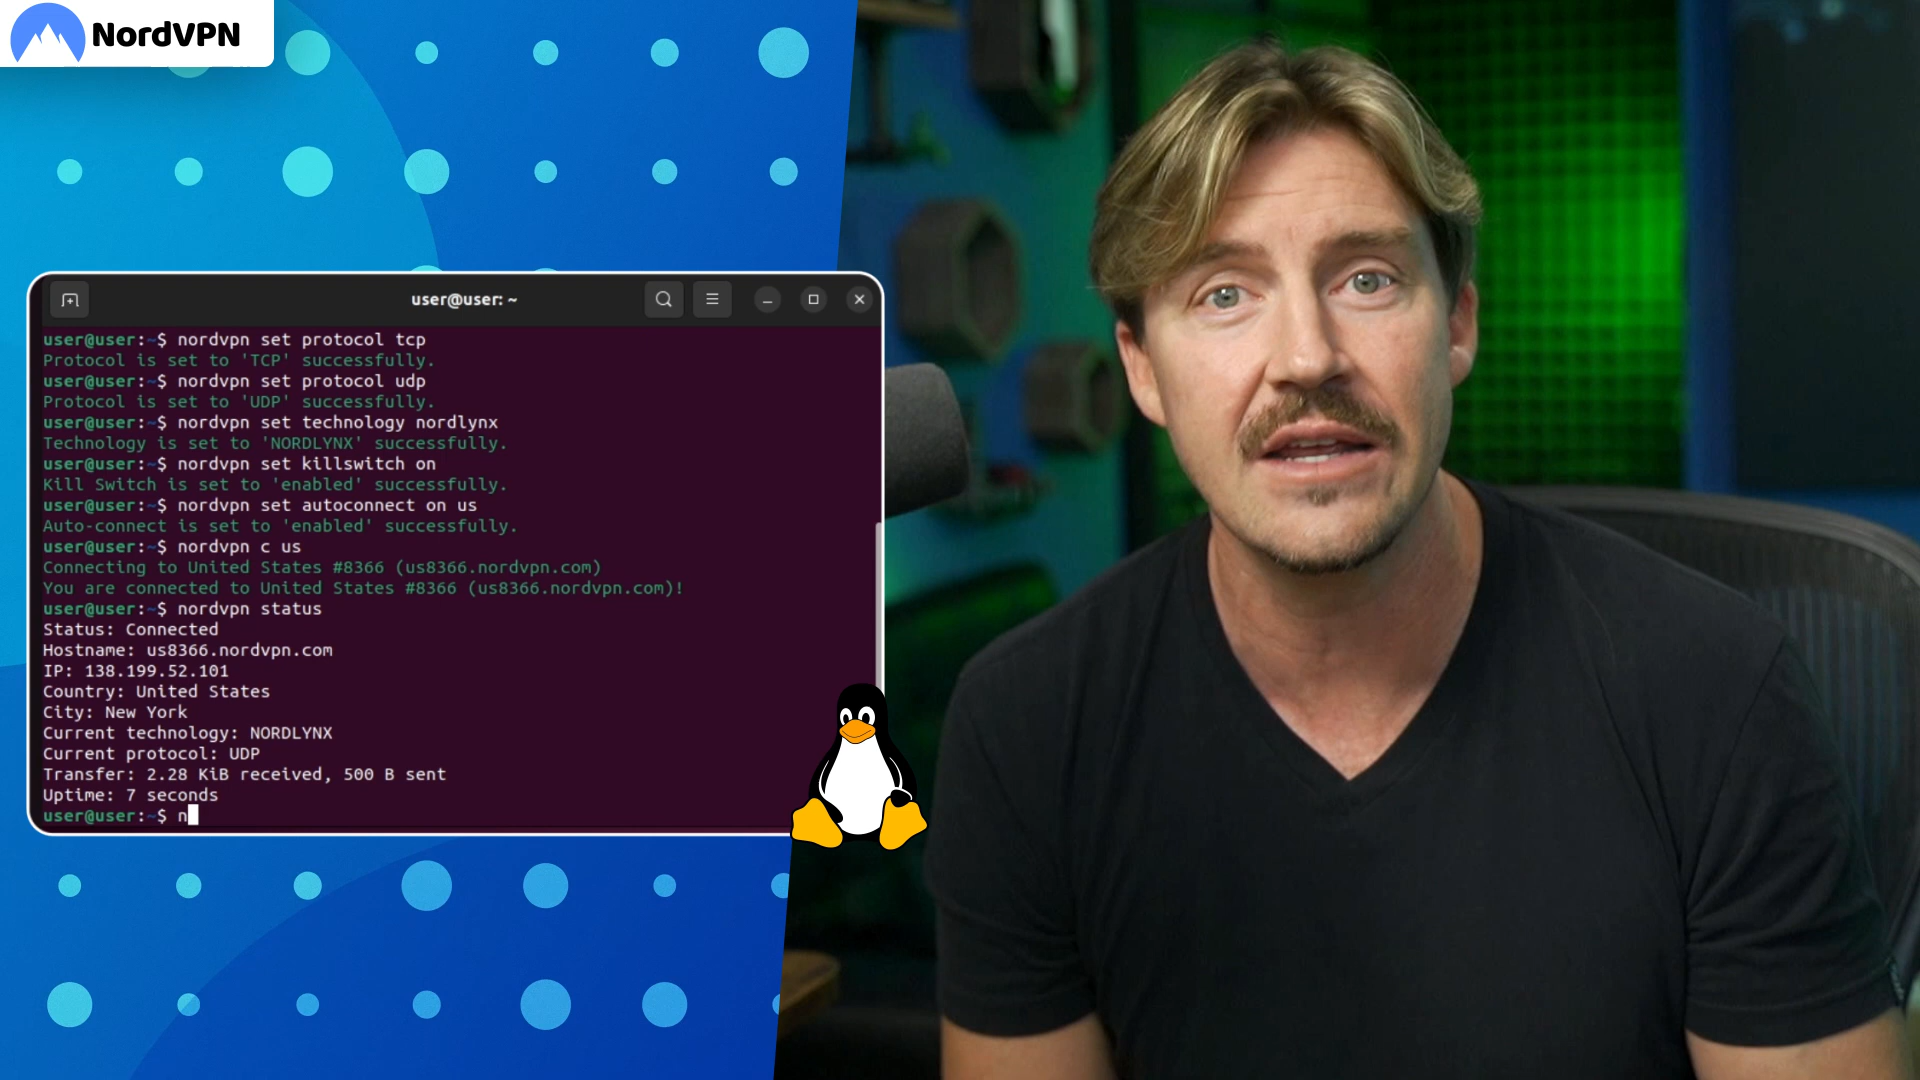 NordVPN
user@user: ~
user@user:~$ nordvpn set protocol tcp
Protocol is set to 'TCP' successfully.
user@user:~$ nordvpn set protocol udp
Protocol is set to 'UDP' successfully.
user@user:~$ nordvpn set technology nordlynx
Technology is set to 'NORDLYNX' successfully.
user@user:~$ nordvpn set killswitch on
Kill Switch is set to 'enabled' successfully.
user@user:~$ nordvpn set autoconnect on us
Auto-connect is set to 'enabled' successfully.
user@user:~$ nordvpn c us
Connecting to United States #8366 (us8366.nordvpn.com)
You are connected to United States #8366 (us8366.nordvpn.com)!
user@user:~$ nordvpn status
Status: Connected
Hostname: us8366.nordvpn.com
IP: 138.199.52.101
Country: United States
City: New York
Current technology: NORDLYNX
Current protocol: UDP
Transfer: 2.28 KiB received, 500 B sent
Uptime: 7 seconds
user@user:~$ n